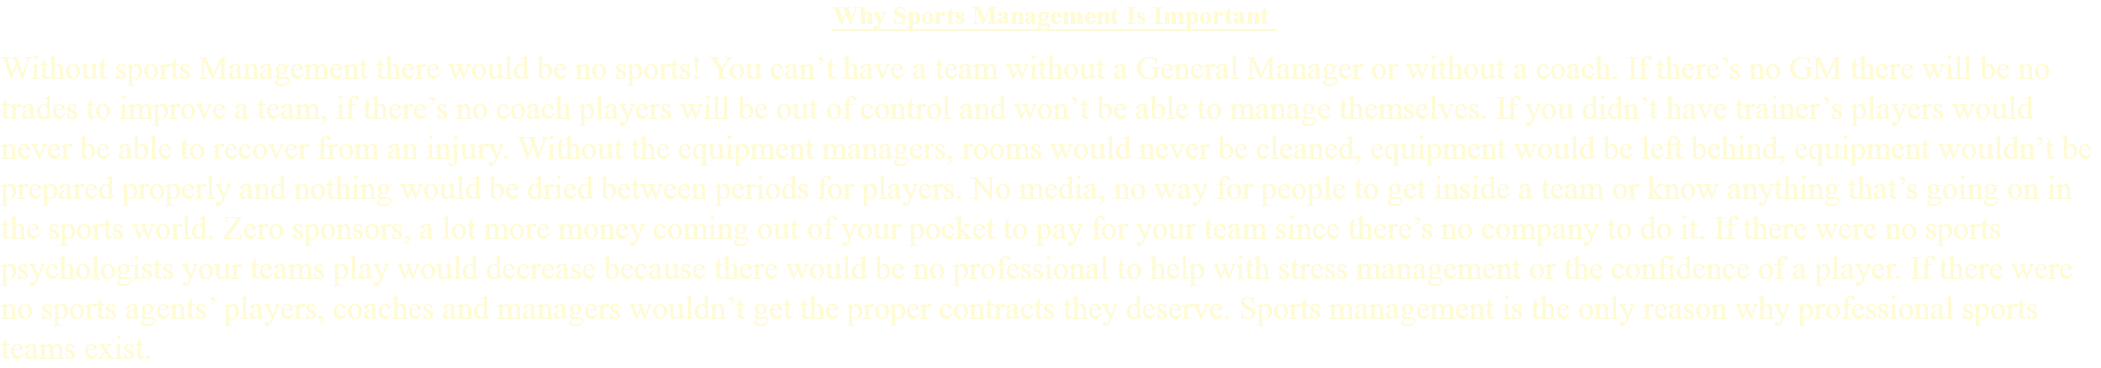 Why Sports Management Is Important
Without sports Management there would be no sports! You can’t have a team without a General Manager or without a coach. If there’s no GM there will be no
trades to improve a team, if there’s no coach players will be out of control and won’t be able to manage themselves. If you didn’t have trainer’s players would
never be able to recover from an injury. Without the equipment managers, rooms would never be cleaned, equipment would be left behind, equipment wouldn’t be
prepared properly and nothing would be dried between periods for players. No media, no way for people to get inside a team or know anything that’s going on in
the sports world. Zero sponsors, a lot more money coming out of your pocket to pay for your team since there’s no company to do it. If there were no sports
psychologists your teams play would decrease because there would be no professional to help with stress management or the confidence of a player. If there were
no sports agents’ players, coaches and managers wouldn’t get the proper contracts they deserve. Sports management is the only reason why professional sports
teams exist.